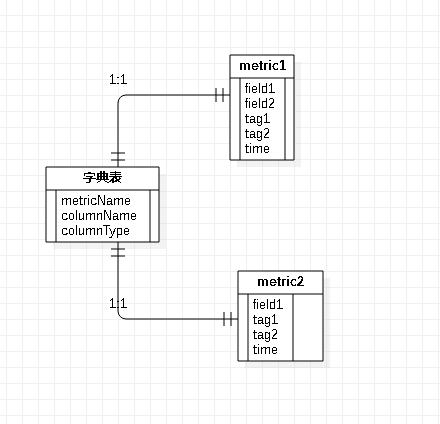 metric1
1:1
field1
field2
tag1
tag2
time
字典表
metricName
columnName
columnType
metric2
1:1
field1
tag1
tag2
time